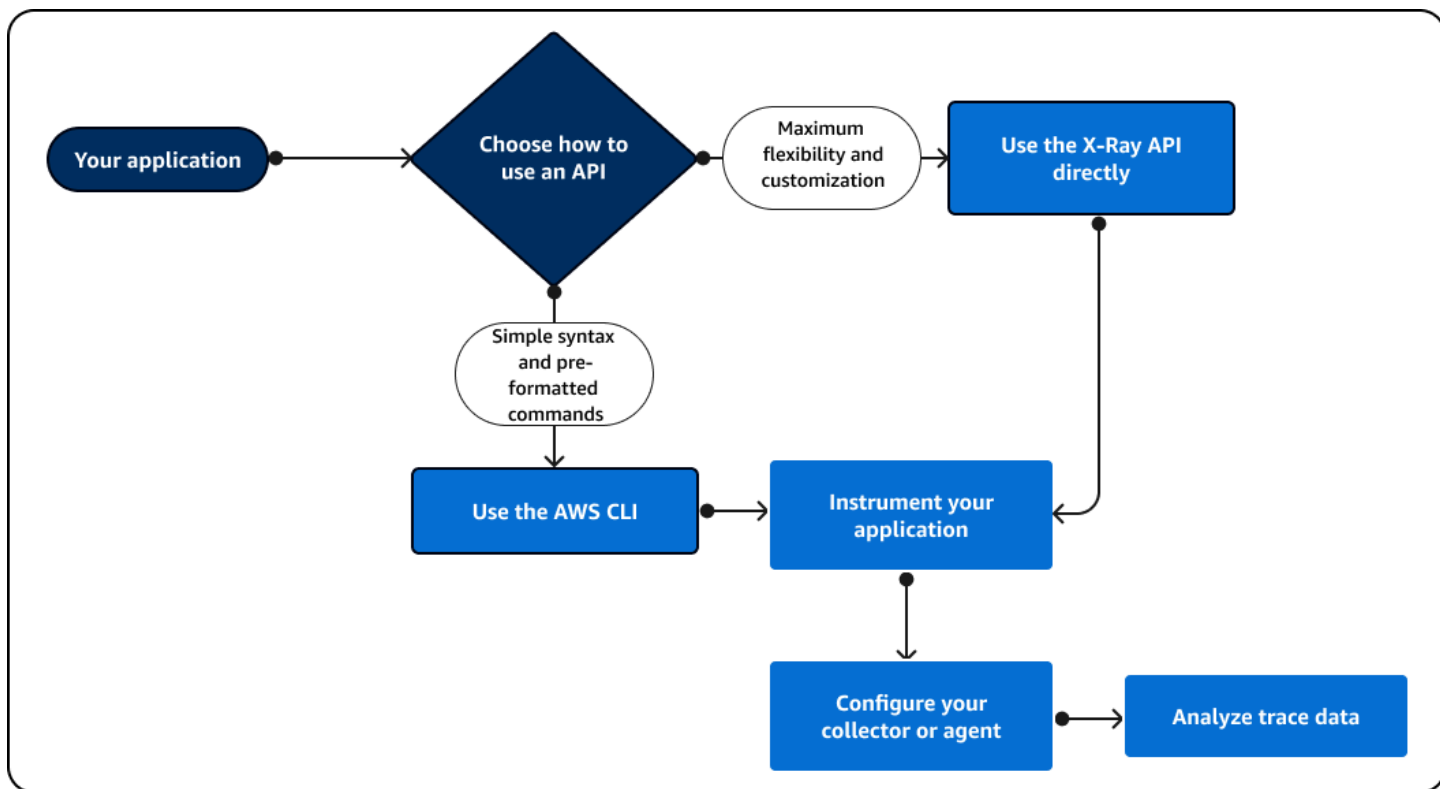 Your application
Choose how to
use an API
Maximum
flexibility and
customization
Use the X-Ray API
directly
Simple syntax
and pre-
formatted
commands
Use the AWS CLI
Instrument your
application
Configure your
collector or agent
Analyze trace data